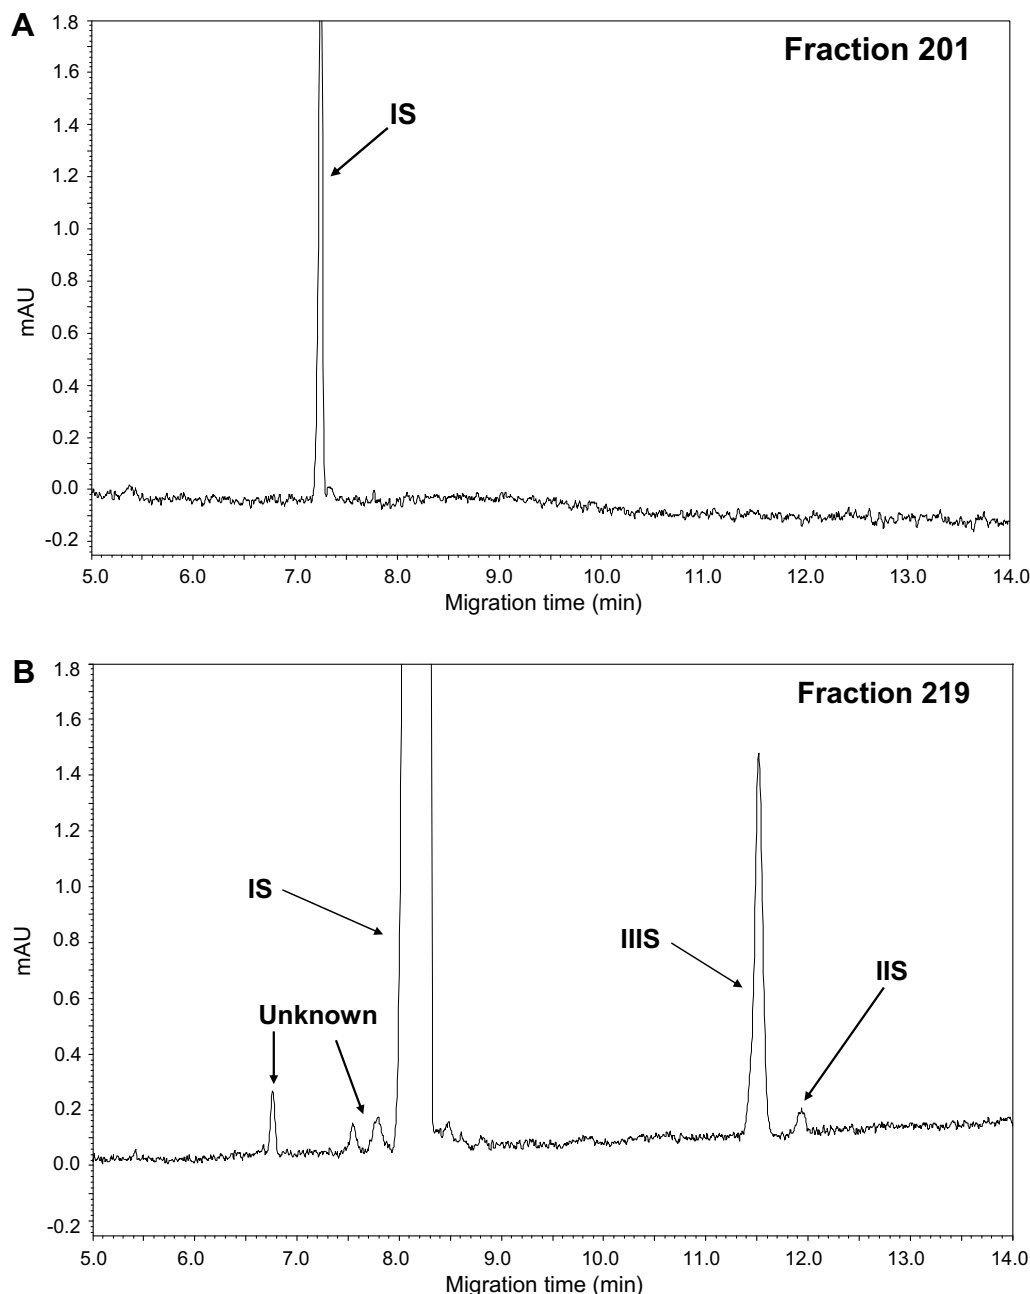 A
Fraction 201
IS
mAU
1.8
1.6
1.4
1.2
1.0
0.8
0.6
0.4
0.2
0.0
-0.2
5.0 6.0 7.0 8.0 9.0 10.0 11.0 12.0 13.0 14.0
Migration time (min)
B
Fraction 219
IS
Unknown
IIIS
IIS
mAU
1.8
1.6
1.4
1.2
1.0
0.8
0.6
0.4
0.2
0.0
-0.2
5.0 6.0 7.0 8.0 9.0 10.0 11.0 12.0 13.0 14.0
Migration time (min)